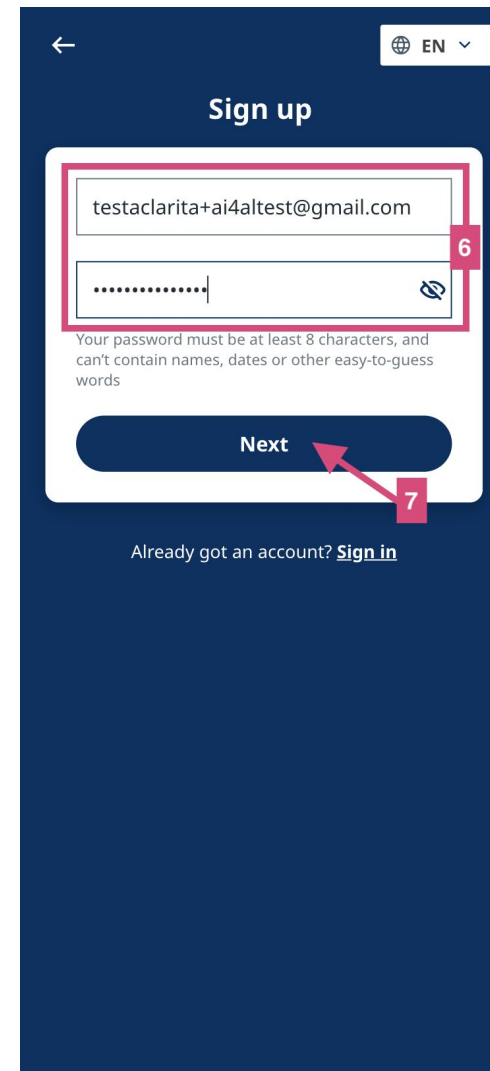 EN
Sign up
testaclarita+ai4altest@gmail.com
6
•••••••••••••••
Your password must be at least 8 characters, and
can't contain names, dates or other easy-to-guess
words
Next
7
Already got an account? Sign in